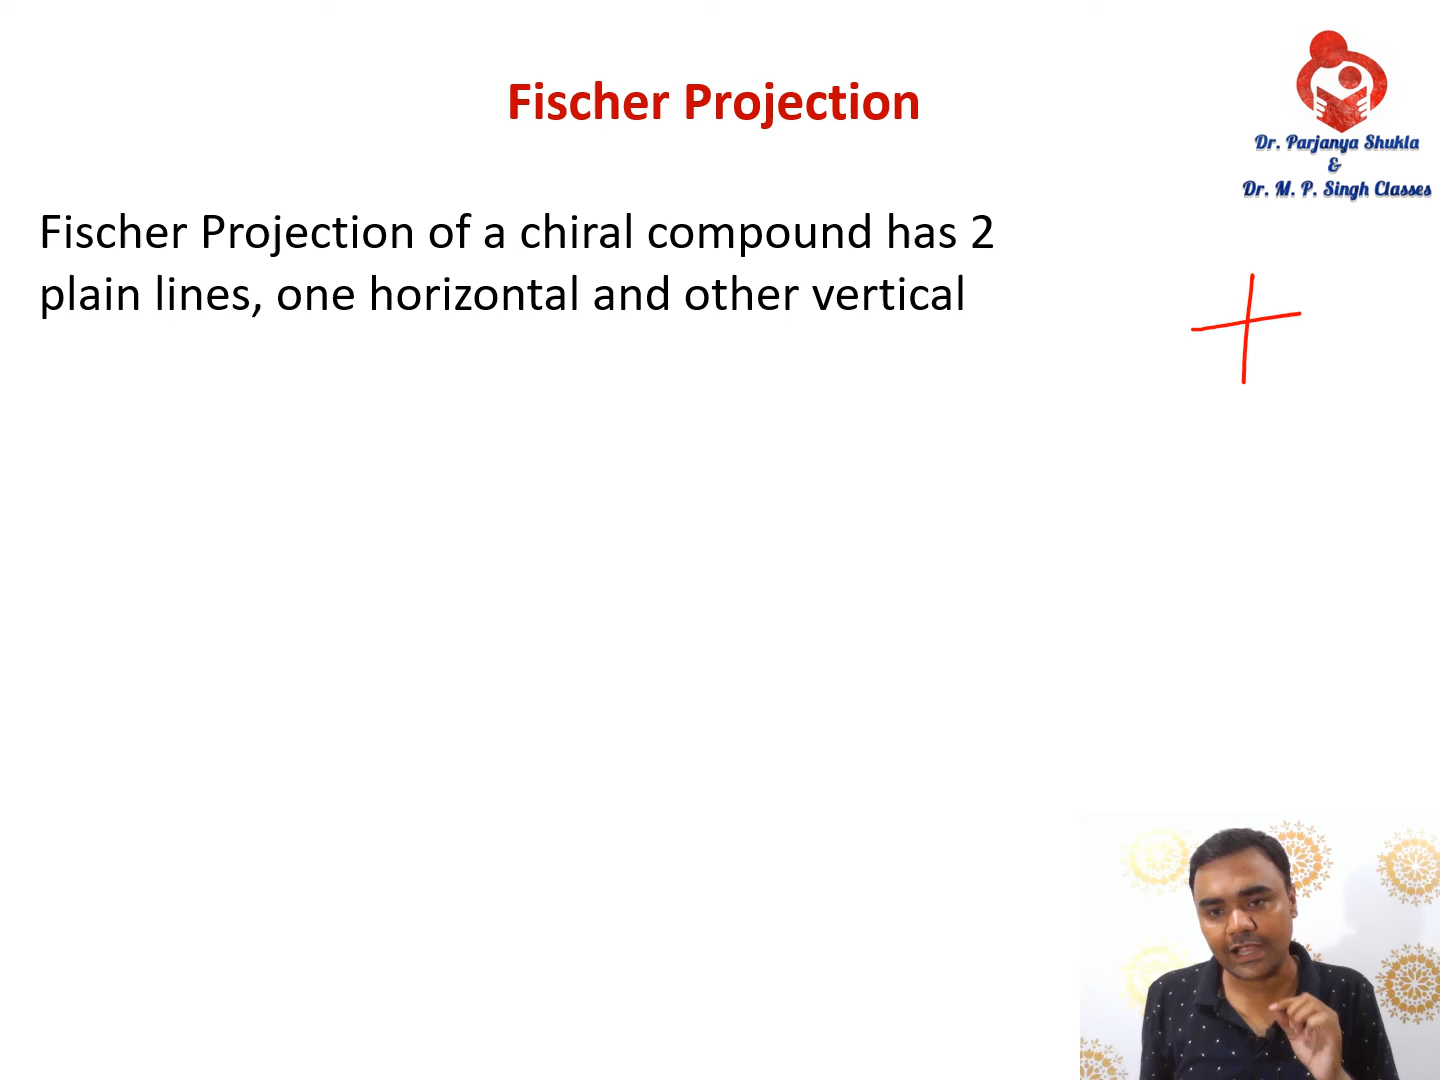 Fischer Projection
Dr. Parjanya Shukla
&
Dr. M. P. Singh Classes
Fischer Projection of a chiral compound has 2
plain lines, one horizontal and other vertical